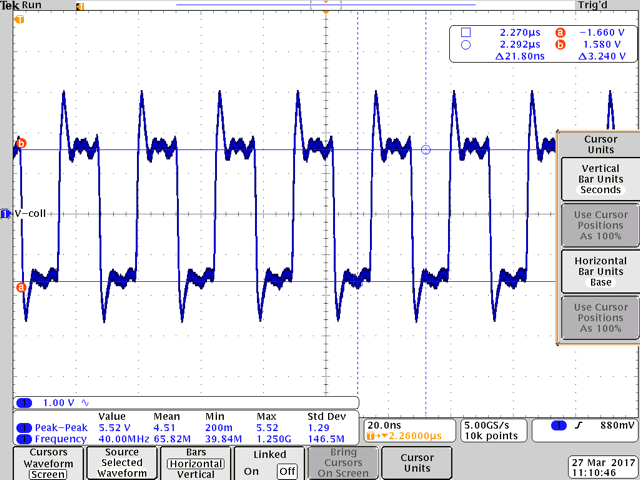 Tek Run Trig'd
T
2.270µs a −1.660 V
2.292µs b 1.580 V
Δ21.80ns Δ3.240 V
b
V-coll
1
a
Cursor
Units
Vertical
Bar Units
Seconds
Use Cursor
Positions
As 100%
Horizontal
Bar Units
Base
Use Cursor
Positions
As 100%
1 1.00 V ∿
Value Mean Min Max Std Dev
1 Peak-Peak 5.52 V 4.51 200m 5.52 1.29
1 Frequency 40.00MHz 65.82M 39.84M 1.250G 146.5M
20.0ns
T→▾2.26000µs
5.00GS/s
10k points
1 ∫ 880mV
Cursors
Waveform
Screen
Source
Selected
Waveform
Bars
Horizontal
Vertical
Linked
On Off
Bring
Cursors
On Screen
Cursor
Units
27 Mar 2017
11:10:46